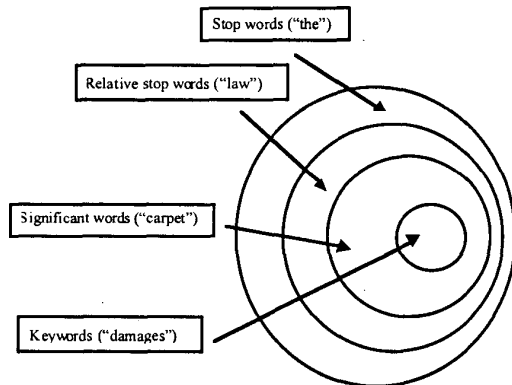 Stop words ("the")
Relative stop words ("law")
Significant words ("carpet")
Keywords ("damages")